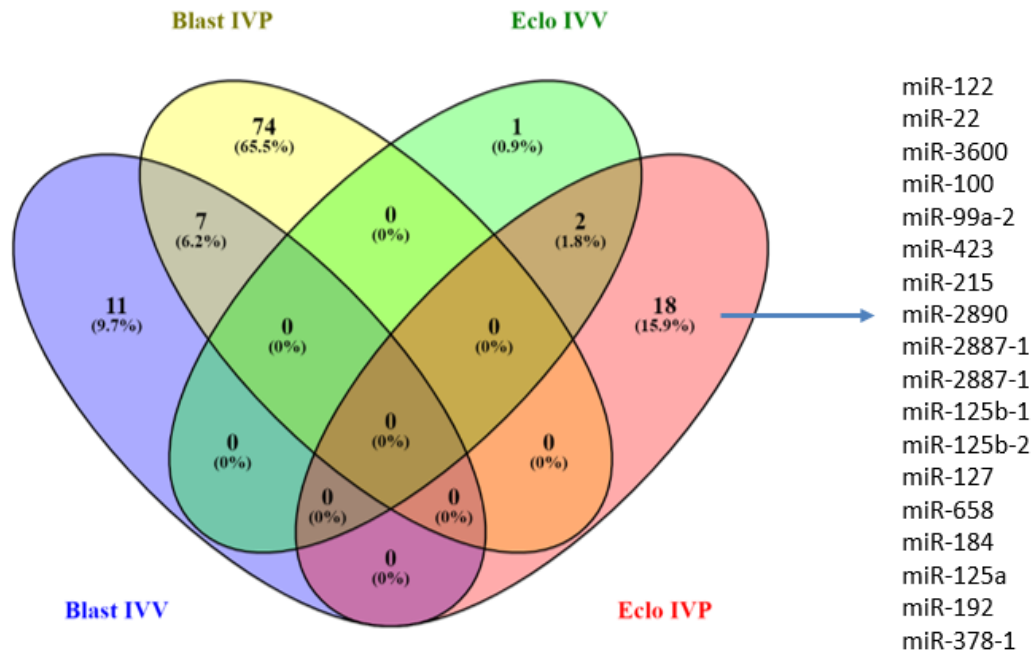 Blast IVP
Eclo IVV
74
(65.5%)
1
(0.9%)
7
(6.2%)
0
(0%)
2
(1.8%)
11
(9.7%)
0
(0%)
0
(0%)
18
(15.9%)
0
(0%)
0
(0%)
0
(0%)
0
(0%)
0
(0%)
0
(0%)
Blast IVV
Eclo IVP
miR-122
miR-22
miR-3600
miR-100
miR-99a-2
miR-423
miR-215
miR-2890
miR-2887-1
miR-2887-1
miR-125b-1
miR-125b-2
miR-127
miR-658
miR-184
miR-125a
miR-192
miR-378-1